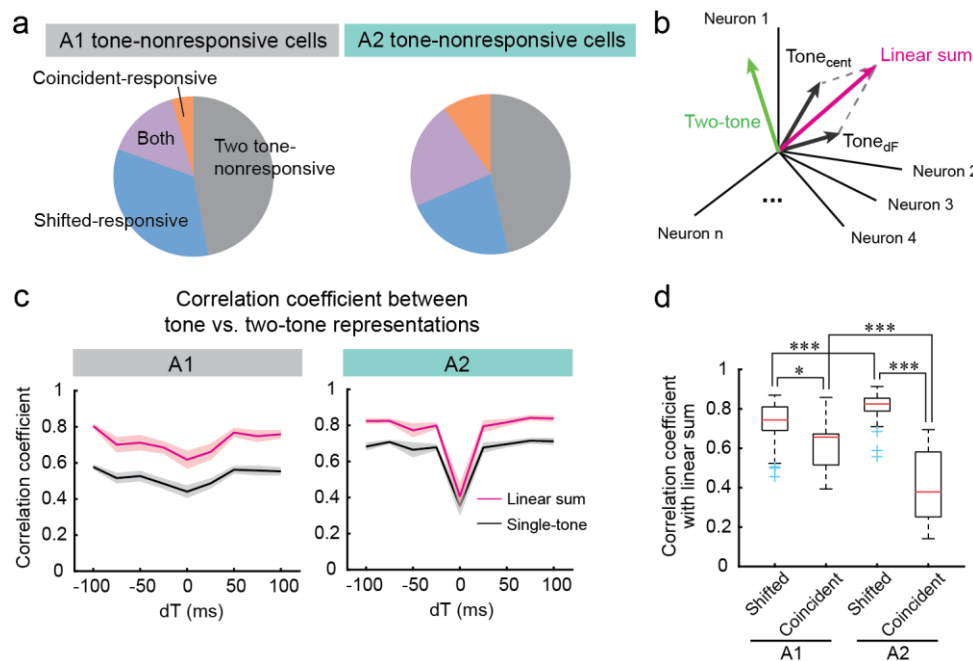 a
A1 tone-nonresponsive cells
A2 tone-nonresponsive cells
Coincident-responsive
Both
Two tone-
nonresponsive
Shifted-responsive
b
Neuron 1
Tone_cent
Linear sum
Two-tone
Tone_dF
Neuron 2
Neuron 3
Neuron 4
...
Neuron n
c
Correlation coefficient between
tone vs. two-tone representations
A1
A2
Correlation coefficient
1
0.8
0.6
0.4
0.2
0
-100
-50
0
50
100
dT (ms)
1
0.8
0.6
0.4
0.2
0
Linear sum
Single-tone
-100
-50
0
50
100
dT (ms)
d
***
***
*
***
Correlation coefficient
with linear sum
1
0.8
0.6
0.4
0.2
0
Shifted
Coincident
Shifted
Coincident
A1
A2